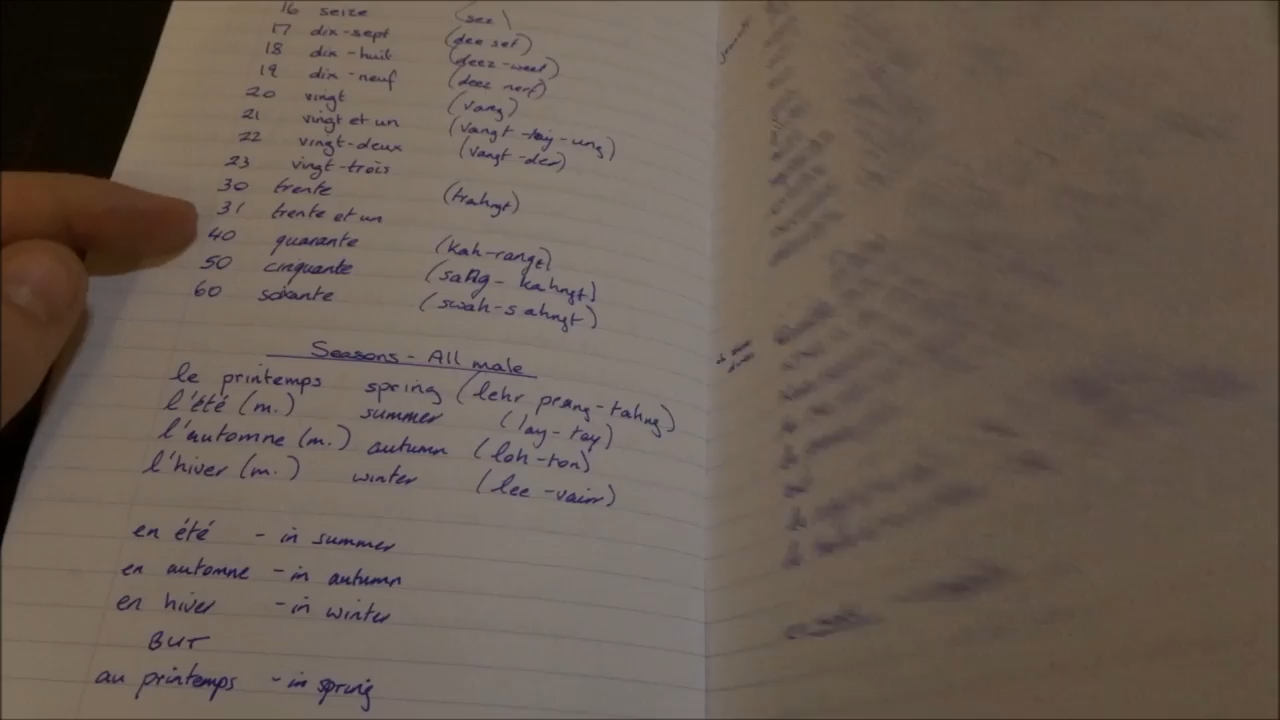 16 seize (sez)
17 dix-sept (dee set)
18 dix-huit (deez-weet)
19 dix-neuf (deez nerf)
20 vingt (vang)
21 vingt et un (vangt-tay-ung)
22 vingt-deux (vangt-der)
23 vingt-trois
30 trente (trahngt)
31 trente et un
40 quarante (kah-rangt)
50 cinquante (sang-kahngt)
60 soixante (swah-sahngt)
Seasons - All male
le printemps spring (lehr prang-tahng)
l'été (m.) summer (lay-tay)
l'automne (m.) autumn (loh-ton)
l'hiver (m.) winter (lee-vairr)
en été - in summer
en automne - in autumn
en hiver - in winter
BUT
au printemps - in spring